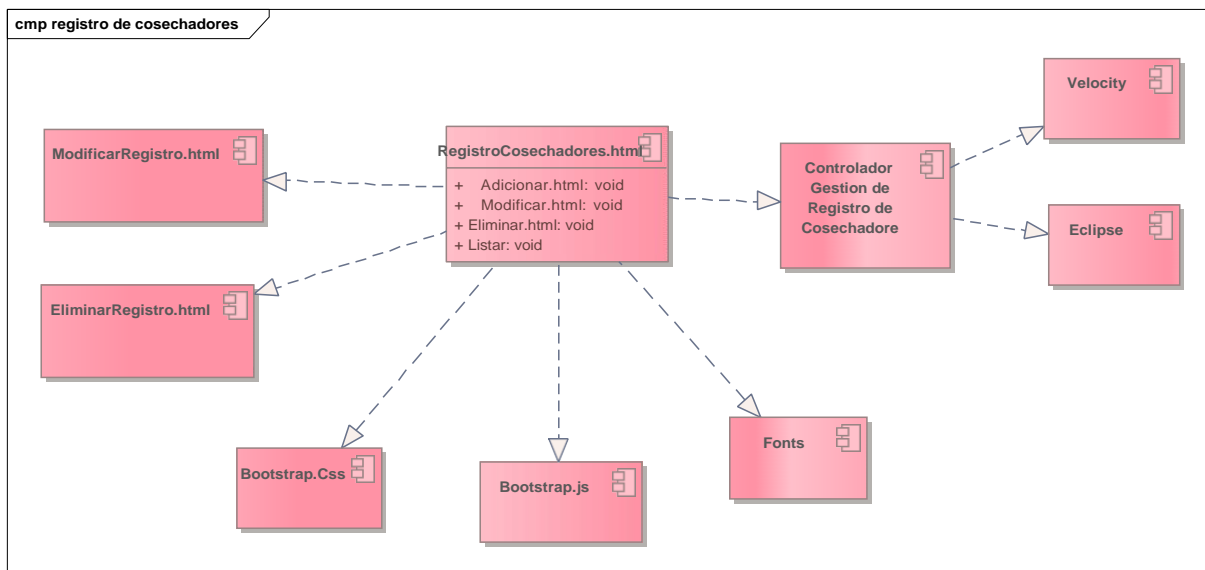 cmp registro de cosechadores
Velocity
ModificarRegistro.html
RegistroCosechadores.html
+ Adicionar.html: void
+ Modificar.html: void
+ Eliminar.html: void
+ Listar: void
Controlador
Gestion de
Registro de
Cosechadore
Eclipse
EliminarRegistro.html
Bootstrap.Css
Bootstrap.js
Fonts